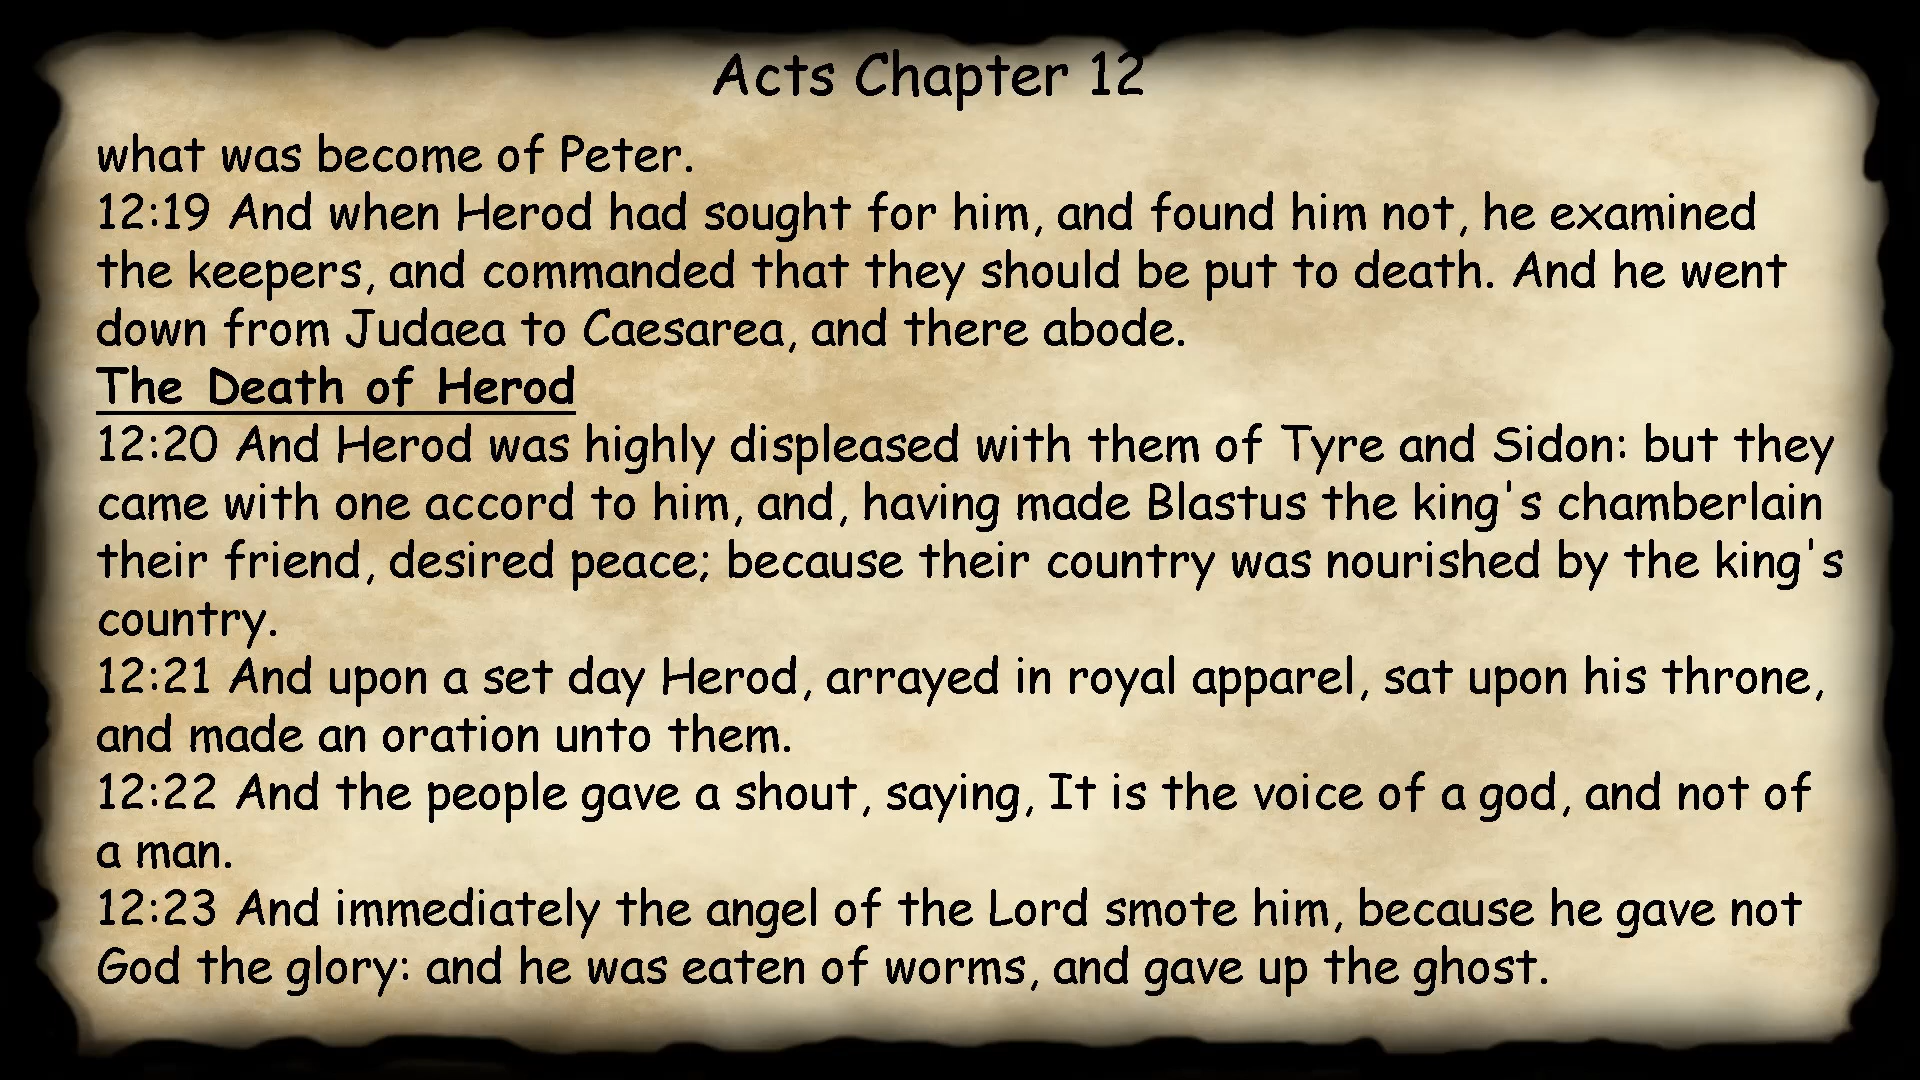 Acts Chapter 12
what was become of Peter.
12:19 And when Herod had sought for him, and found him not, he examined
the keepers, and commanded that they should be put to death. And he went
down from Judaea to Caesarea, and there abode.
The Death of Herod
12:20 And Herod was highly displeased with them of Tyre and Sidon: but they
came with one accord to him, and, having made Blastus the king's chamberlain
their friend, desired peace; because their country was nourished by the king's
country.
12:21 And upon a set day Herod, arrayed in royal apparel, sat upon his throne,
and made an oration unto them.
12:22 And the people gave a shout, saying, It is the voice of a god, and not of
a man.
12:23 And immediately the angel of the Lord smote him, because he gave not
God the glory: and he was eaten of worms, and gave up the ghost.